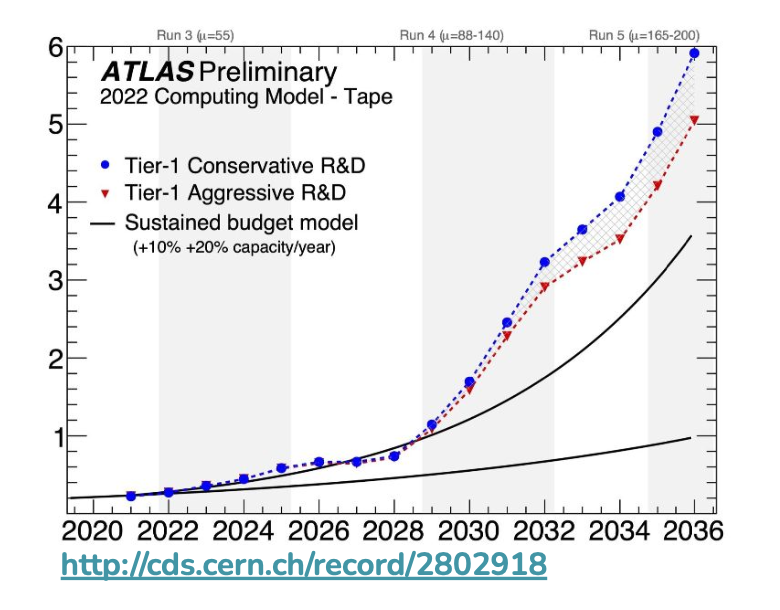 Run 3 (μ=55) Run 4 (μ=88-140) Run 5 (μ=165-200)
ATLAS Preliminary
2022 Computing Model - Tape
Tier-1 Conservative R&D
Tier-1 Aggressive R&D
Sustained budget model
(+10% +20% capacity/year)
6
5
4
3
2
1
2020 2022 2024 2026 2028 2030 2032 2034 2036
http://cds.cern.ch/record/2802918